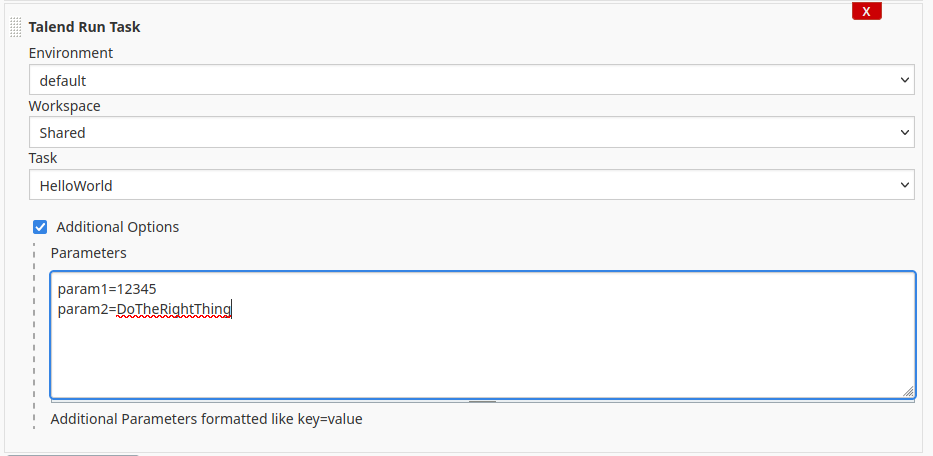 X
Talend Run Task
Environment
default
Workspace
Shared
Task
HelloWorld
Additional Options
Parameters
param1=12345
param2=DoTheRightThing
Additional Parameters formatted like key=value